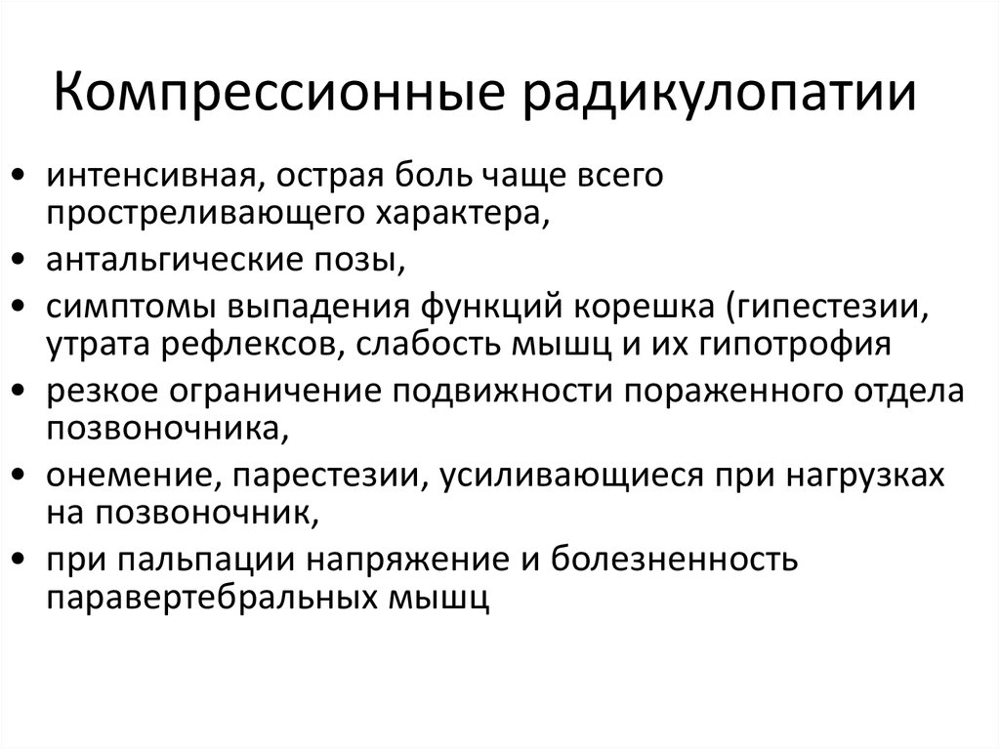 Компрессионные радикулопатии
• интенсивная, острая боль чаще всего
простреливающего характера,
• антальгические позы,
• симптомы выпадения функций корешка (гипестезии,
утрата рефлексов, слабость мышц и их гипотрофия
• резкое ограничение подвижности пораженного отдела
позвоночника,
• онемение, парестезии, усиливающиеся при нагрузках
на позвоночник,
• при пальпации напряжение и болезненность
паравертебральных мышц